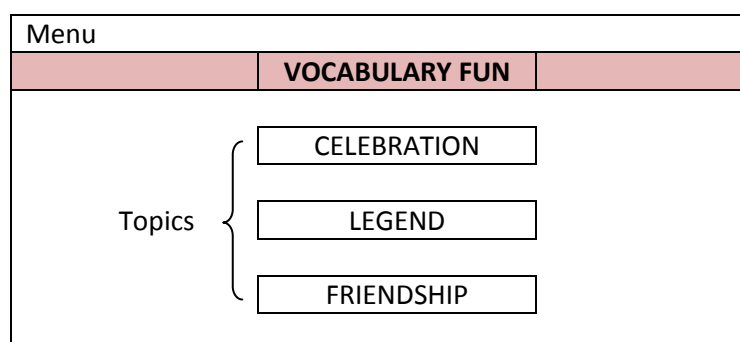 Menu
VOCABULARY FUN
CELEBRATION
Topics
LEGEND
FRIENDSHIP